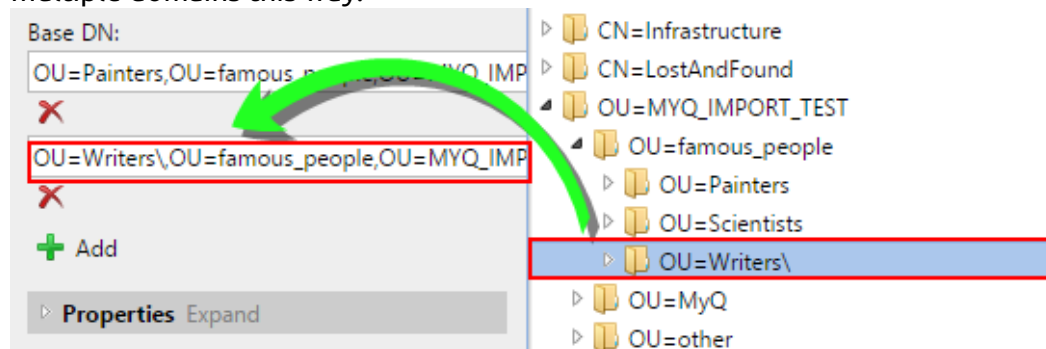 Base DN:
OU=Painters,OU=famous_people,OU=MYQ_IMP
OU=Writers\,OU=famous_people,OU=MYQ_IMP
Add
Properties Expand
CN=Infrastructure
CN=LostAndFound
OU=MYQ_IMPORT_TEST
OU=famous_people
OU=Painters
OU=Scientists
OU=Writers\
OU=MyQ
OU=other